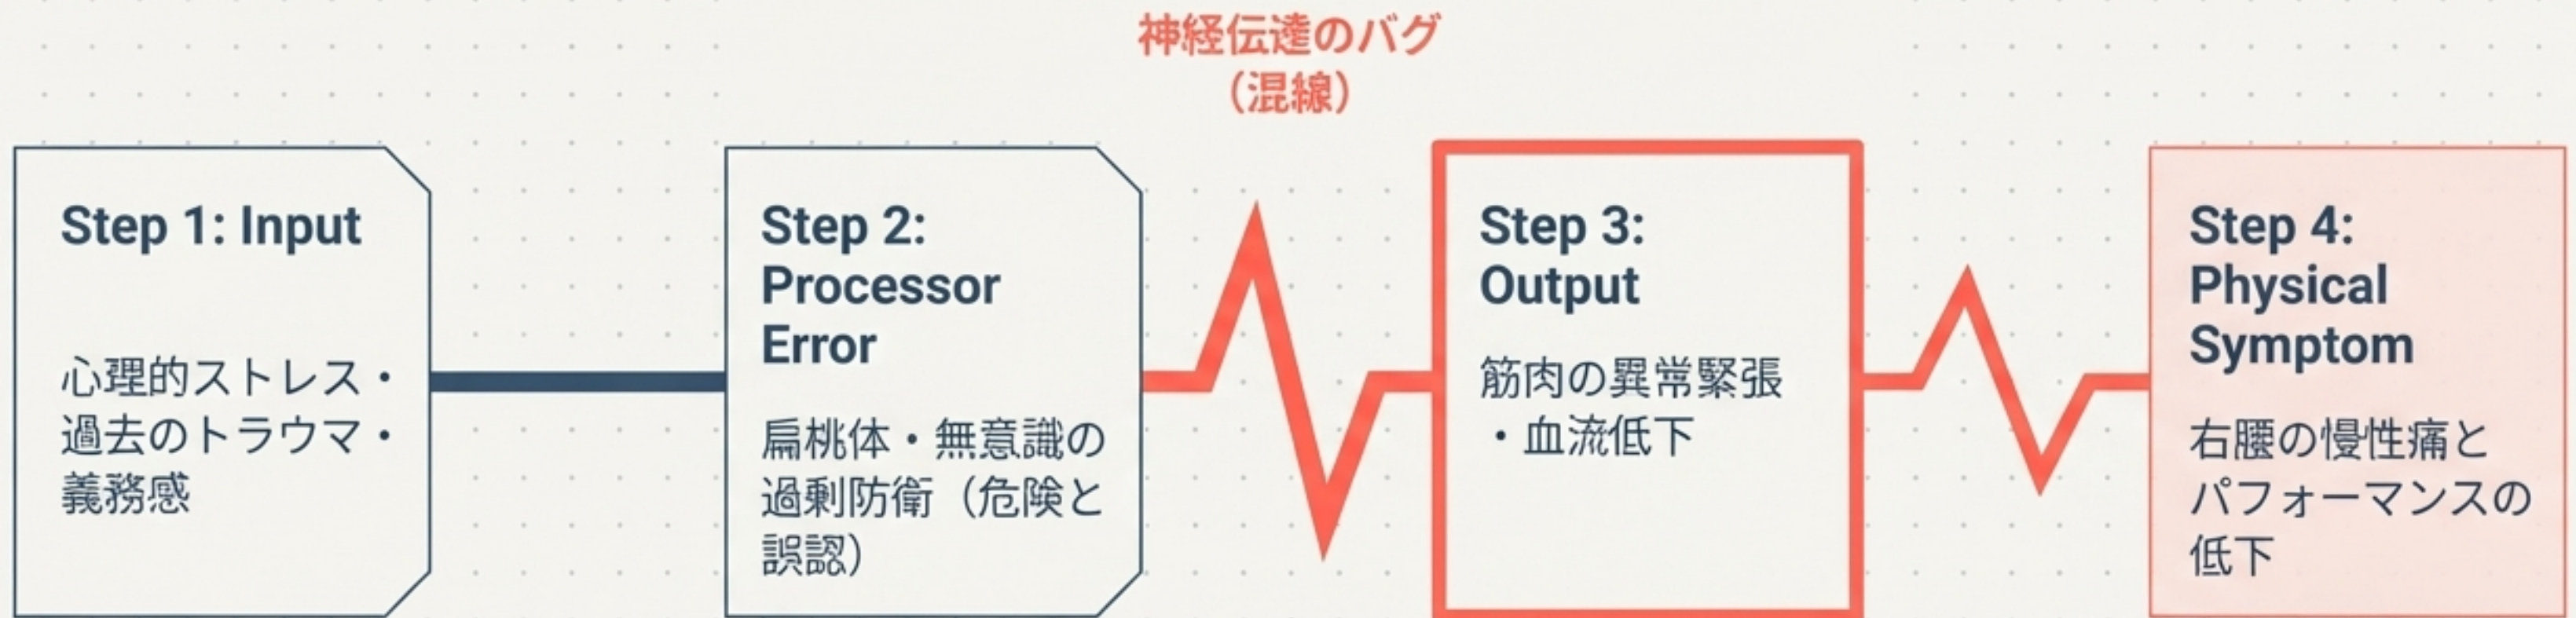 神経伝達のバグ
（混線）
Step 1: Input
心理的ストレス・
過去のトラウマ・
義務感
Step 2:
Processor
Error
扁桃体・無意識の
過剰防衛（危険と
誤認）
Step 3:
Output
筋肉の異常緊張
・血流低下
Step 4:
Physical
Symptom
右腰の慢性痛と
パフォーマンスの
低下